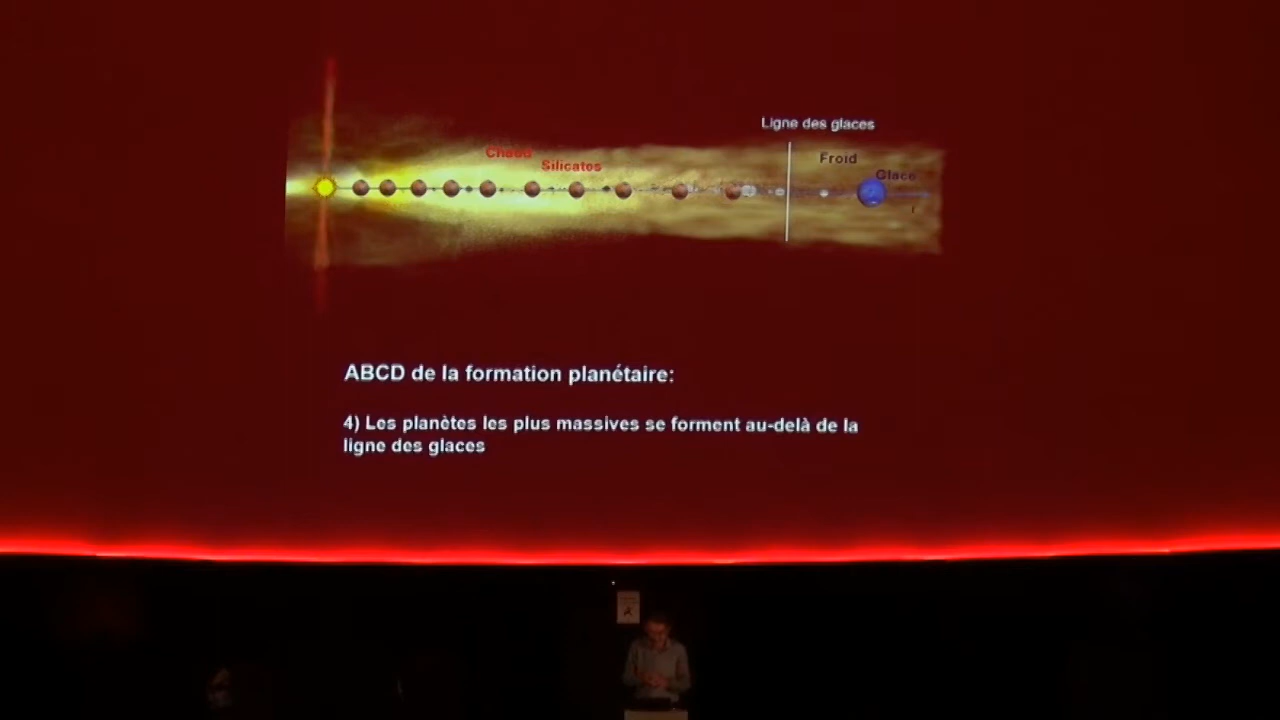 Ligne des glaces
Chaud
Silicates
Froid
Glace
ABCD de la formation planétaire:
4) Les planètes les plus massives se forment au-delà de la
ligne des glaces